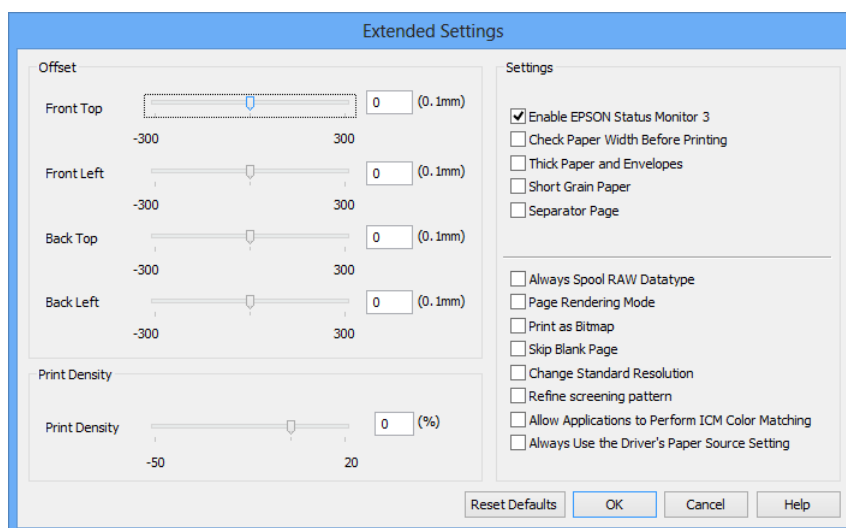 Extended Settings
Offset
Front Top
0
(0.1mm)
-300
300
Front Left
0
(0.1mm)
-300
300
Back Top
0
(0.1mm)
-300
300
Back Left
0
(0.1mm)
-300
300
Print Density
Print Density
0
(%)
-50
20
Settings
Enable EPSON Status Monitor 3
Check Paper Width Before Printing
Thick Paper and Envelopes
Short Grain Paper
Separator Page
Always Spool RAW Datatype
Page Rendering Mode
Print as Bitmap
Skip Blank Page
Change Standard Resolution
Refine screening pattern
Allow Applications to Perform ICM Color Matching
Always Use the Driver's Paper Source Setting
Reset Defaults
OK
Cancel
Help